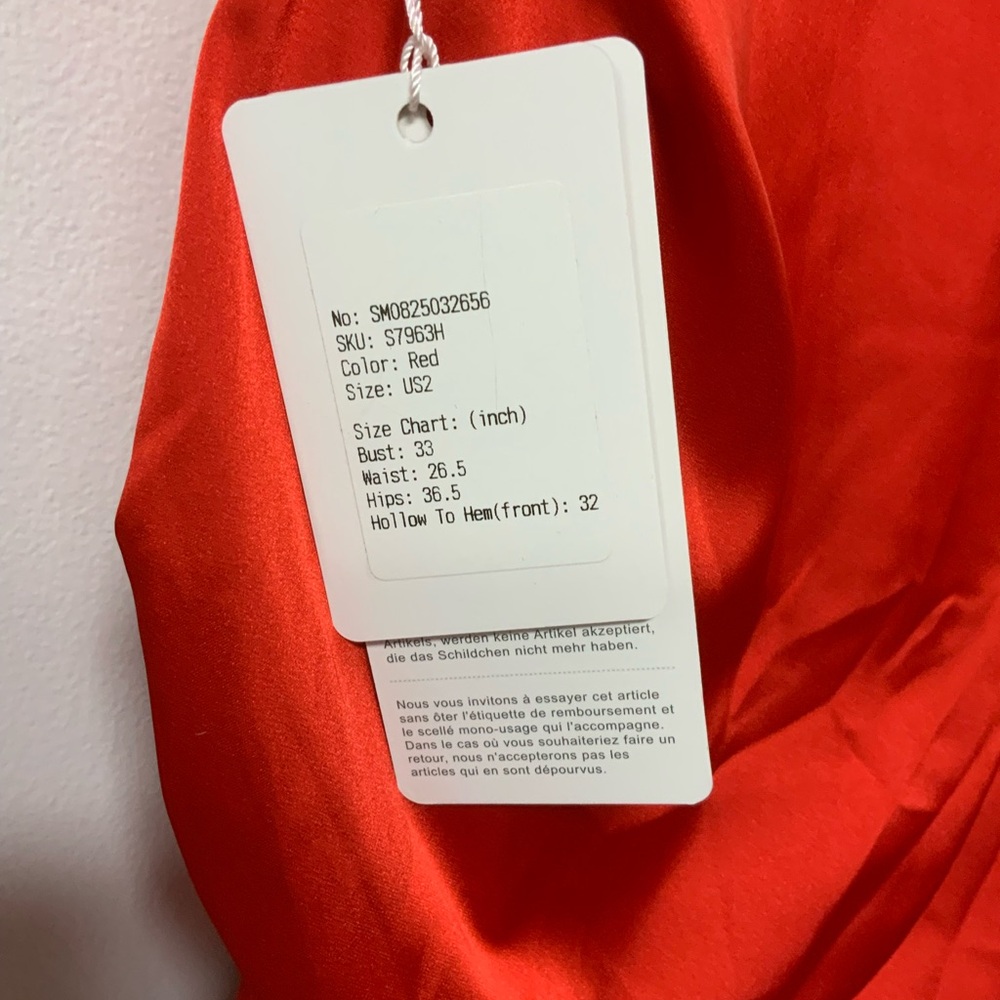 No: SM0825032656
SKU: S7963H
Color: Red
Size: US2
Size Chart: (inch)
Bust: 33
Waist: 26.5
Hips: 36.5
Hollow To Hem(front): 32
Artikels, werden keine Artikel akzeptiert,
die das Schildchen nicht mehr haben.
Nous vous invitons à essayer cet article
sans ôter l'étiquette de remboursement et
le scellé mono-usage qui l'accompagne.
Dans le cas où vous souhaiteriez faire un
retour, nous n'accepterons pas les
articles qui en sont dépourvus.